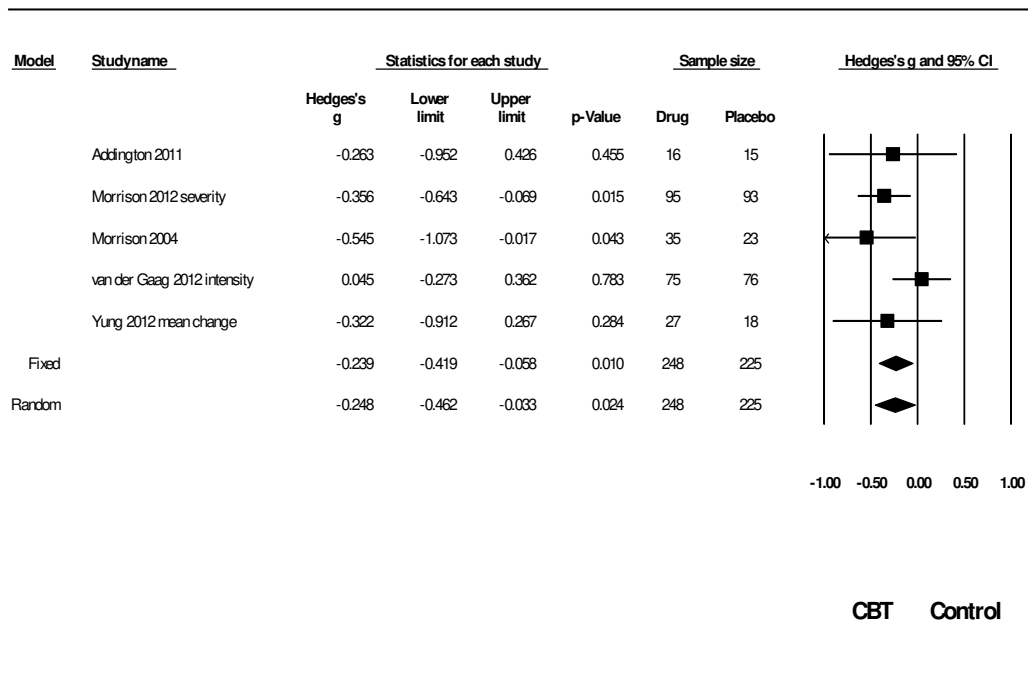 Model Studyname Statistics for each study Sample size Hedges's g and 95% CI
Hedges's g Lower limit Upper limit p-Value Drug Placebo
Addington 2011 -0.263 -0.952 0.426 0.455 16 15
Morrison 2012 severity -0.356 -0.643 -0.069 0.015 95 93
Morrison 2004 -0.545 -1.073 -0.017 0.043 35 23
van der Gaag 2012 intensity 0.045 -0.273 0.362 0.783 75 76
Yung 2012 mean change -0.322 -0.912 0.267 0.284 27 18
Fixed -0.239 -0.419 -0.058 0.010 248 225
Random -0.248 -0.462 -0.033 0.024 248 225
-1.00 -0.50 0.00 0.50 1.00
CBT Control